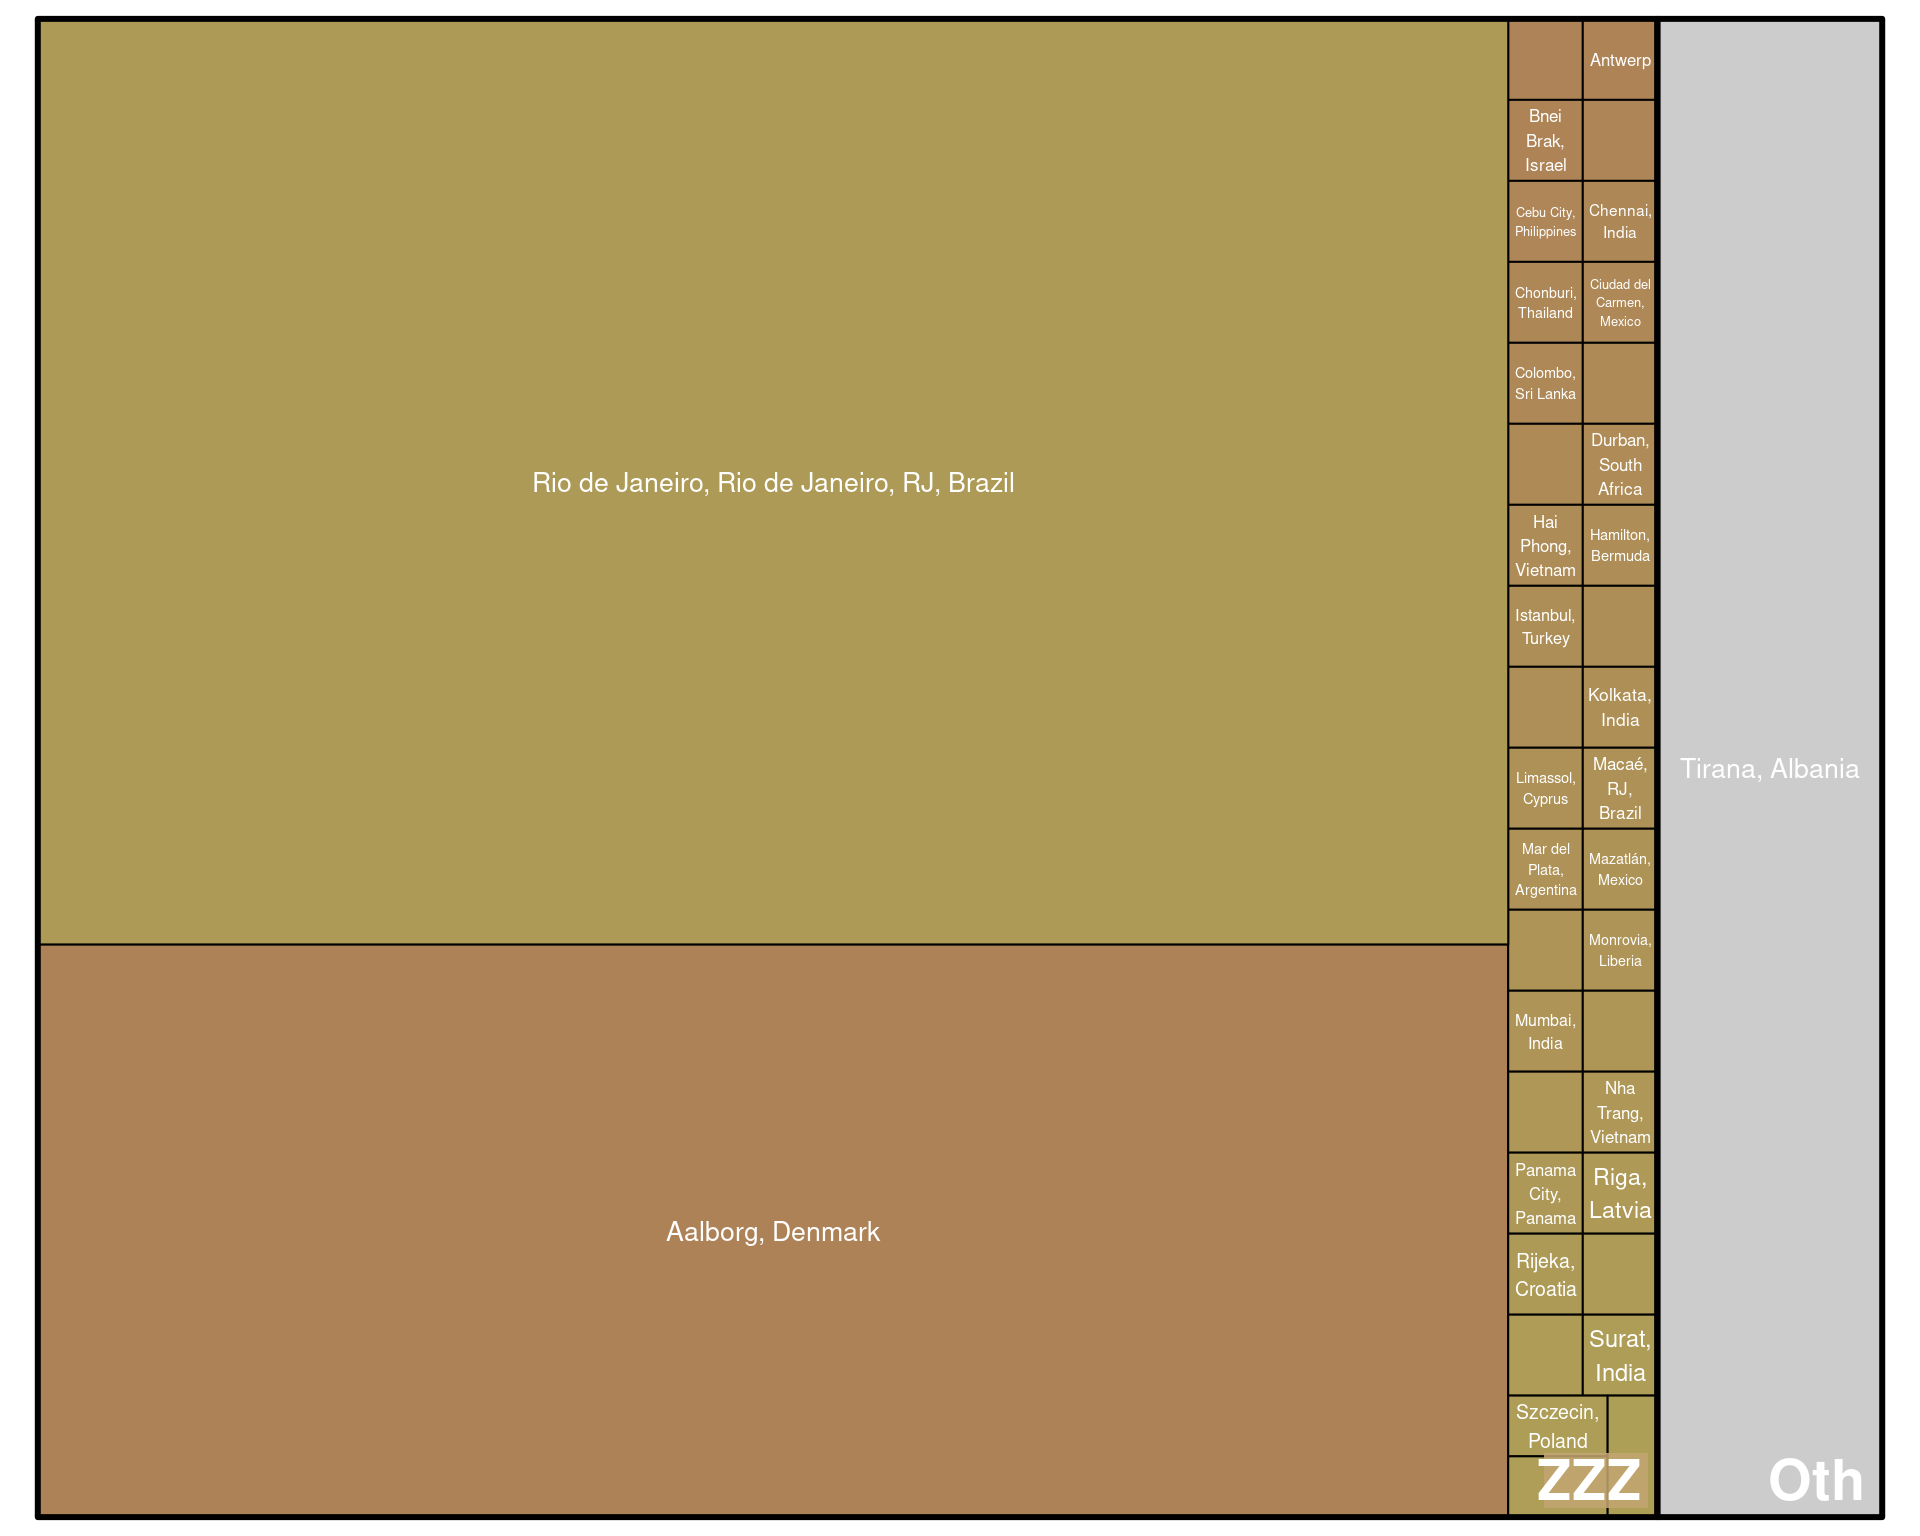 Rio de Janeiro, Rio de Janeiro, RJ, Brazil
Aalborg, Denmark
Antwerp
Bnei
Brak,
Israel
Cebu City,
Philippines
Chennai,
India
Chonburi,
Thailand
Ciudad del
Carmen,
Mexico
Colombo,
Sri Lanka
Durban,
South
Africa
Hai
Phong,
Vietnam
Hamilton,
Bermuda
Istanbul,
Turkey
Kolkata,
India
Limassol,
Cyprus
Macaé,
RJ,
Brazil
Mar del
Plata,
Argentina
Mazatlán,
Mexico
Monrovia,
Liberia
Mumbai,
India
Nha
Trang,
Vietnam
Panama
City,
Panama
Riga,
Latvia
Rijeka,
Croatia
Surat,
India
Szczecin,
Poland
ZZZ
Tirana, Albania
Oth